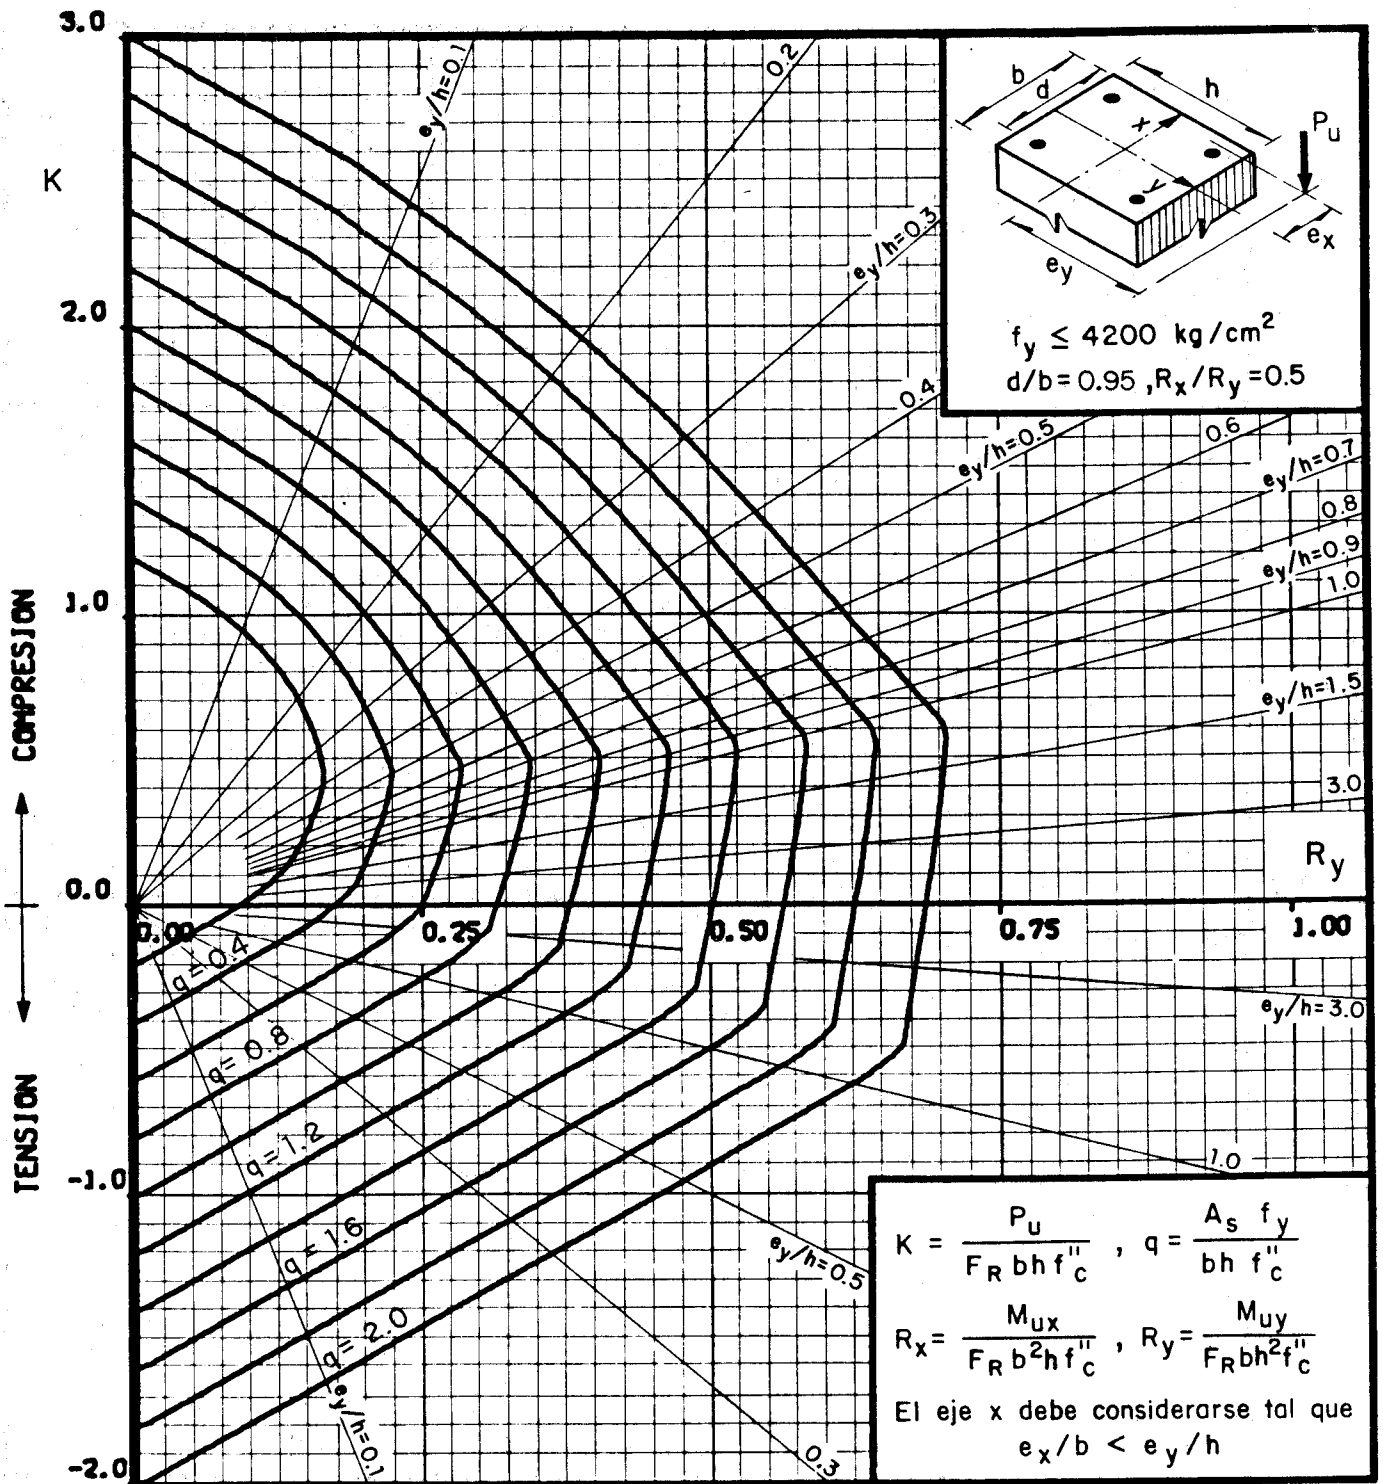 3.0
K
2.0
1.0
0.0
-1.0
-2.0
COMPRESION
TENSION
e_y/h=0.1
0.2
e_y/h=0.3
0.4
e_y/h=0.5
0.6
e_y/h=0.7
0.8
e_y/h=0.9
1.0
e_y/h=1.5
3.0
R_y
0.00
0.25
0.50
0.75
1.00
q=0.4
q=0.8
q=1.2
q=1.6
q=2.0
e_y/h=3.0
1.0
e_y/h=0.5
0.3
e_y/h=0.1
b
d
h
P_u
x
y
e_x
e_y
f_y ≤ 4200 kg/cm²
d/b=0.95 ,R_x/R_y=0.5
K = P_u / F_R bh f''_c , q = A_s f_y / bh f''_c
R_x = M_ux / F_R b²h f''_c , R_y = M_uy / F_R bh² f''_c
El eje x debe considerarse tal que
e_x/b < e_y/h